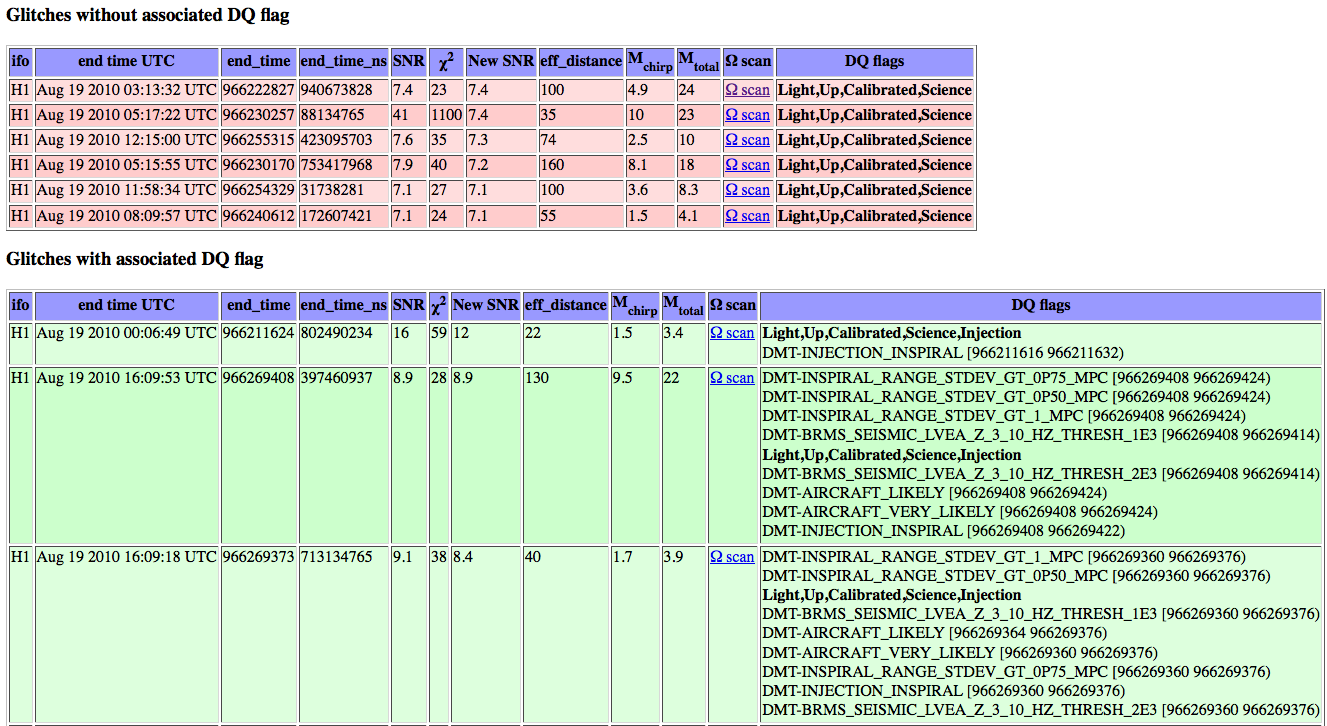 Glitches without associated DQ flag
ifo end time UTC end_time end_time_ns SNR χ2 New SNR eff_distance Mchirp Mtotal Ω scan DQ flags
H1 Aug 19 2010 03:13:32 UTC 966222827 940673828 7.4 23 7.4 100 4.9 24 Ω scan Light,Up,Calibrated,Science
H1 Aug 19 2010 05:17:22 UTC 966230257 88134765 41 1100 7.4 35 10 23 Ω scan Light,Up,Calibrated,Science
H1 Aug 19 2010 12:15:00 UTC 966255315 423095703 7.6 35 7.3 74 2.5 10 Ω scan Light,Up,Calibrated,Science
H1 Aug 19 2010 05:15:55 UTC 966230170 753417968 7.9 40 7.2 160 8.1 18 Ω scan Light,Up,Calibrated,Science
H1 Aug 19 2010 11:58:34 UTC 966254329 31738281 7.1 27 7.1 100 3.6 8.3 Ω scan Light,Up,Calibrated,Science
H1 Aug 19 2010 08:09:57 UTC 966240612 172607421 7.1 24 7.1 55 1.5 4.1 Ω scan Light,Up,Calibrated,Science
Glitches with associated DQ flag
ifo end time UTC end_time end_time_ns SNR χ2 New SNR eff_distance Mchirp Mtotal Ω scan DQ flags
H1 Aug 19 2010 00:06:49 UTC 966211624 802490234 16 59 12 22 1.5 3.4 Ω scan Light,Up,Calibrated,Science,Injection
DMT-INJECTION_INSPIRAL [966211616 966211632)
H1 Aug 19 2010 16:09:53 UTC 966269408 397460937 8.9 28 8.9 130 9.5 22 Ω scan DMT-INSPIRAL_RANGE_STDEV_GT_0P75_MPC [966269408 966269424)
DMT-INSPIRAL_RANGE_STDEV_GT_0P50_MPC [966269408 966269424)
DMT-INSPIRAL_RANGE_STDEV_GT_1_MPC [966269408 966269424)
DMT-BRMS_SEISMIC_LVEA_Z_3_10_HZ_THRESH_1E3 [966269408 966269414)
Light,Up,Calibrated,Science,Injection
DMT-BRMS_SEISMIC_LVEA_Z_3_10_HZ_THRESH_2E3 [966269408 966269414)
DMT-AIRCRAFT_LIKELY [966269408 966269424)
DMT-AIRCRAFT_VERY_LIKELY [966269408 966269424)
DMT-INJECTION_INSPIRAL [966269408 966269422)
H1 Aug 19 2010 16:09:18 UTC 966269373 713134765 9.1 38 8.4 40 1.7 3.9 Ω scan DMT-INSPIRAL_RANGE_STDEV_GT_1_MPC [966269360 966269376)
DMT-INSPIRAL_RANGE_STDEV_GT_0P50_MPC [966269360 966269376)
Light,Up,Calibrated,Science,Injection
DMT-BRMS_SEISMIC_LVEA_Z_3_10_HZ_THRESH_1E3 [966269360 966269376)
DMT-AIRCRAFT_LIKELY [966269364 966269376)
DMT-AIRCRAFT_VERY_LIKELY [966269360 966269376)
DMT-INSPIRAL_RANGE_STDEV_GT_0P75_MPC [966269360 966269376)
DMT-INJECTION_INSPIRAL [966269360 966269376)
DMT-BRMS_SEISMIC_LVEA_Z_3_10_HZ_THRESH_2E3 [966269360 966269376)